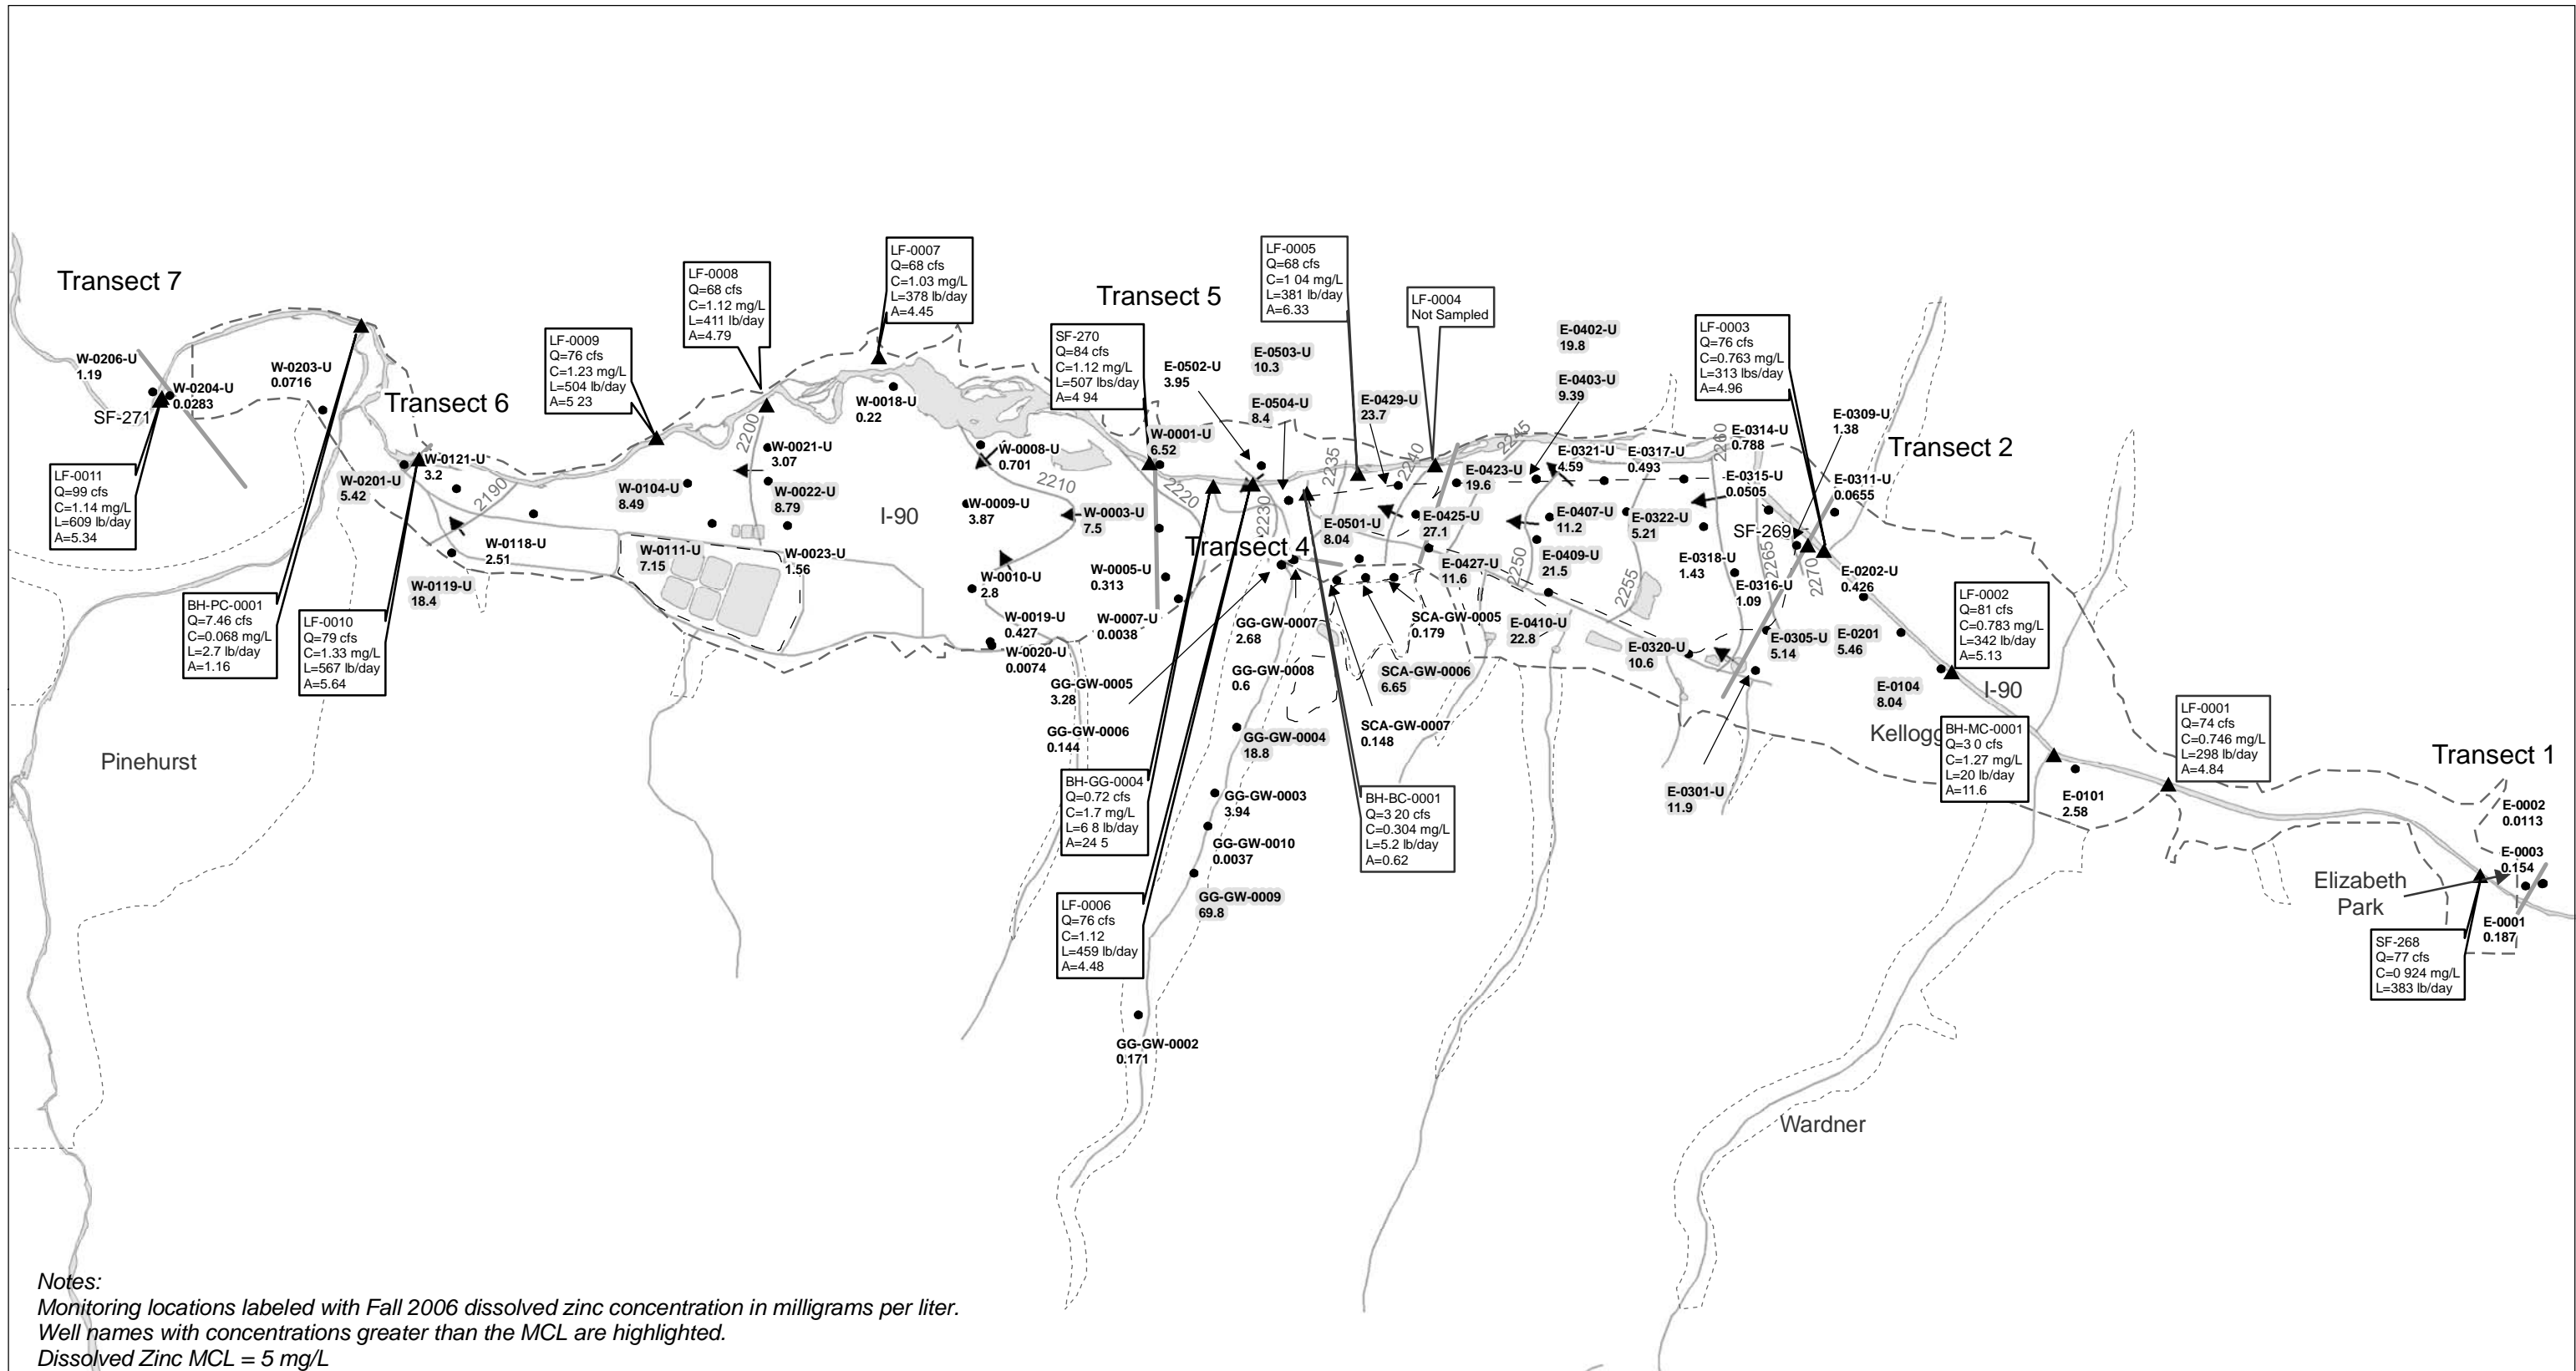 Transect 7
W-0206-U
1.19
SF-271
W-0204-U
0.0283
LF-0011
Q=99 cfs
C=1.14 mg/L
L=609 lb/day
A=5.34
W-0203-U
0.0716
Transect 6
W-0201-U
5.42
W-0121-U
3.2
2190
W-0118-U
2.51
W-0119-U
18.4
BH-PC-0001
Q=7.46 cfs
C=0.068 mg/L
L=2.7 lb/day
A=1.16
LF-0010
Q=79 cfs
C=1.33 mg/L
L=567 lb/day
A=5.64
Pinehurst
LF-0009
Q=76 cfs
C=1.23 mg/L
L=504 lb/day
A=5 23
LF-0008
Q=68 cfs
C=1.12 mg/L
L=411 lb/day
A=4.79
LF-0007
Q=68 cfs
C=1.03 mg/L
L=378 lb/day
A=4.45
2200
W-0021-U
3.07
W-0104-U
8.49
W-0022-U
8.79
W-0111-U
7.15
W-0023-U
1.56
W-0018-U
0.22
I-90
W-0008-U
0.701
2210
W-0009-U
3.87
W-0003-U
7.5
W-0010-U
2.8
W-0019-U
0.427
W-0020-U
0.0074
Transect 5
SF-270
Q=84 cfs
C=1.12 mg/L
L=507 lbs/day
A=4 94
W-0001-U
6.52
2220
W-0005-U
0.313
W-0007-U
0.0038
E-0502-U
3.95
E-0503-U
10.3
E-0504-U
8.4
2230
Transect 4
LF-0005
Q=68 cfs
C=1 04 mg/L
L=381 lb/day
A=6.33
2235
E-0429-U
23.7
LF-0004
Not Sampled
2240
E-0501-U
8.04
E-0425-U
27.1
E-0423-U
19.6
E-0427-U
11.6
2245
E-0402-U
19.8
E-0403-U
9.39
E-0321-U
4.59
E-0317-U
0.493
E-0407-U
11.2
E-0322-U
5.21
E-0409-U
21.5
2250
2255
E-0410-U
22.8
GG-GW-0007
2.68
SCA-GW-0005
0.179
GG-GW-0008
0.6
SCA-GW-0006
6.65
GG-GW-0005
3.28
GG-GW-0006
0.144
SCA-GW-0007
0.148
GG-GW-0004
18.8
GG-GW-0003
3.94
GG-GW-0010
0.0037
GG-GW-0009
69.8
GG-GW-0002
0.171
BH-GG-0004
Q=0.72 cfs
C=1.7 mg/L
L=6 8 lb/day
A=24 5
LF-0006
Q=76 cfs
C=1.12
L=459 lb/day
A=4.48
BH-BC-0001
Q=3 20 cfs
C=0.304 mg/L
L=5.2 lb/day
A=0.62
LF-0003
Q=76 cfs
C=0.763 mg/L
L=313 lbs/day
A=4.96
2260
E-0314-U
0.788
E-0309-U
1.38
Transect 2
E-0315-U
0.0505
E-0311-U
0.0655
SF-269
2265
2270
E-0318-U
1.43
E-0316-U
1.09
E-0202-U
0.426
E-0305-U
5.14
E-0201
5.46
E-0320-U
10.6
E-0301-U
11.9
E-0104
8.04
LF-0002
Q=81 cfs
C=0.783 mg/L
L=342 lb/day
A=5.13
I-90
Kellogg
BH-MC-0001
Q=3 0 cfs
C=1.27 mg/L
L=20 lb/day
A=11.6
E-0101
2.58
LF-0001
Q=74 cfs
C=0.746 mg/L
L=298 lb/day
A=4.84
Transect 1
E-0002
0.0113
E-0003
0.154
Elizabeth
Park
E-0001
0.187
SF-268
Q=77 cfs
C=0 924 mg/L
L=383 lb/day
Wardner
Notes:
Monitoring locations labeled with Fall 2006 dissolved zinc concentration in milligrams per liter.
Well names with concentrations greater than the MCL are highlighted.
Dissolved Zinc MCL = 5 mg/L